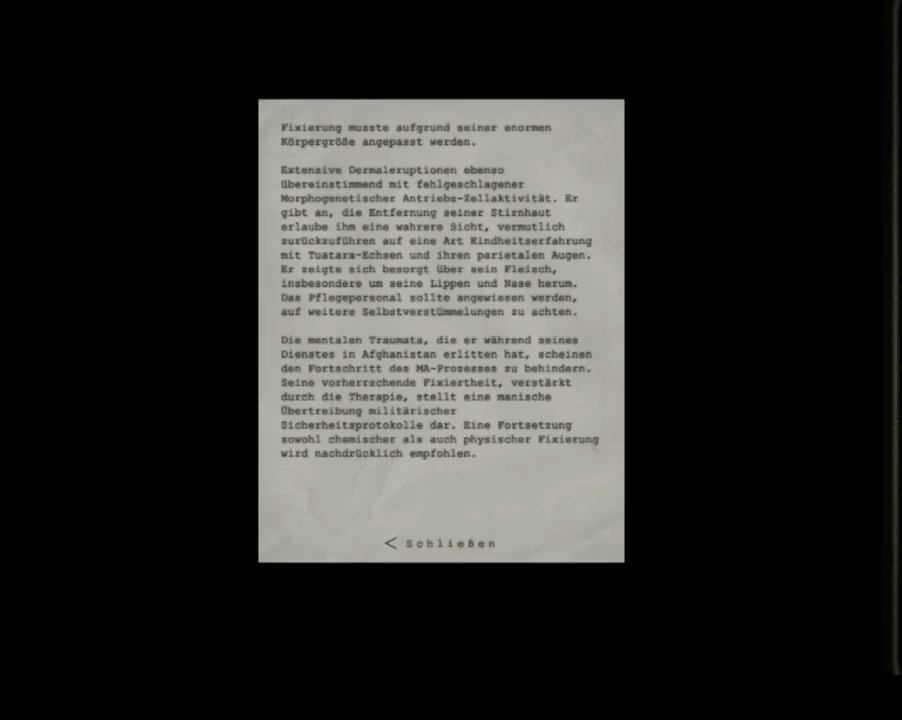 Fixierung musste aufgrund seiner enormen
Körpergröße angepasst werden.
Extensive Dermaleruptionen ebenso
übereinstimmend mit fehlgeschlagener
Morphogenetischer Antriebs-Zellaktivität. Er
gibt an, die Entfernung seiner Stirnhaut
erlaube ihm eine wahrere Sicht, vermutlich
zurückzuführen auf eine Art Kindheitserfahrung
mit Tuatara-Echsen und ihren parietalen Augen.
Er zeigte sich besorgt über sein Fleisch,
insbesondere um seine Lippen und Nase herum.
Das Pflegepersonal sollte angewiesen werden,
auf weitere Selbstverstümmelungen zu achten.
Die mentalen Traumata, die er während seines
Dienstes in Afghanistan erlitten hat, scheinen
den Fortschritt des MA-Prozesses zu behindern.
Seine vorherrschende Fixiertheit, verstärkt
durch die Therapie, stellt eine manische
Übertreibung militärischer
Sicherheitsprotokolle dar. Eine Fortsetzung
sowohl chemischer als auch physischer Fixierung
wird nachdrücklich empfohlen.
< Schließen